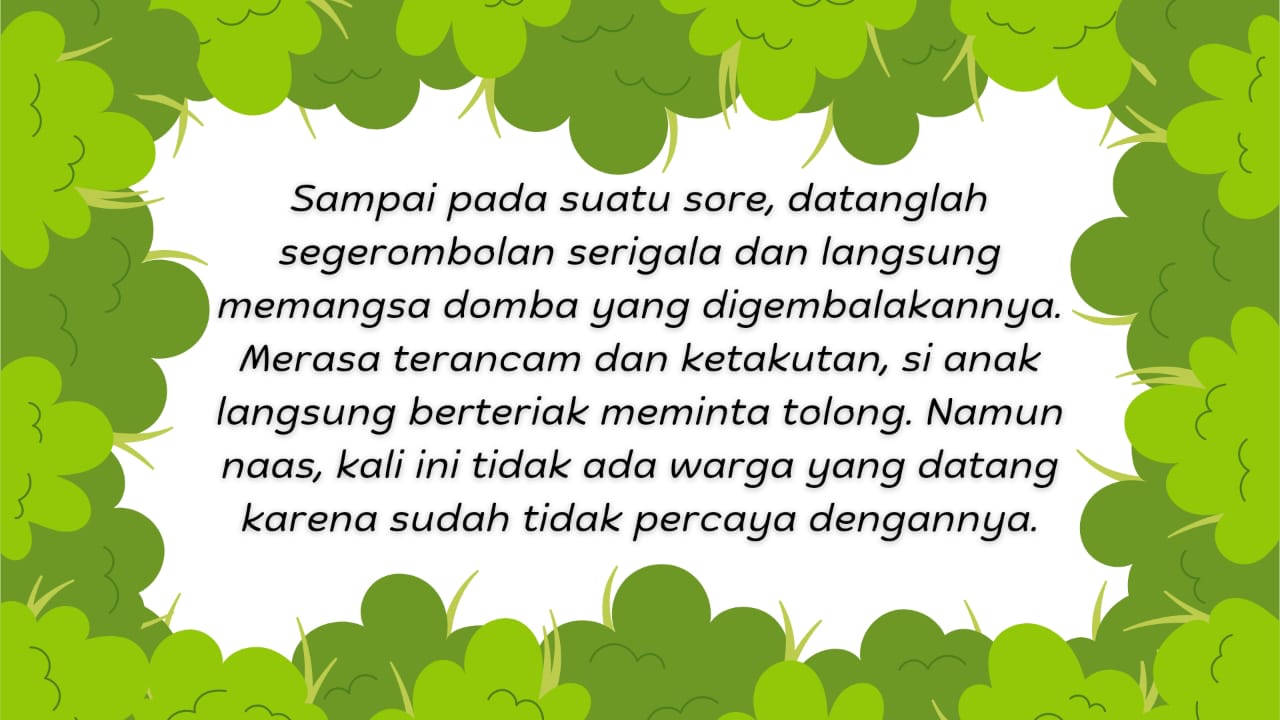 Sampai pada suatu sore, datanglah
segerombolan serigala dan langsung
memangsa domba yang digembalakannya.
Merasa terancam dan ketakutan, si anak
langsung berteriak meminta tolong. Namun
naas, kali ini tidak ada warga yang datang
karena sudah tidak percaya dengannya.